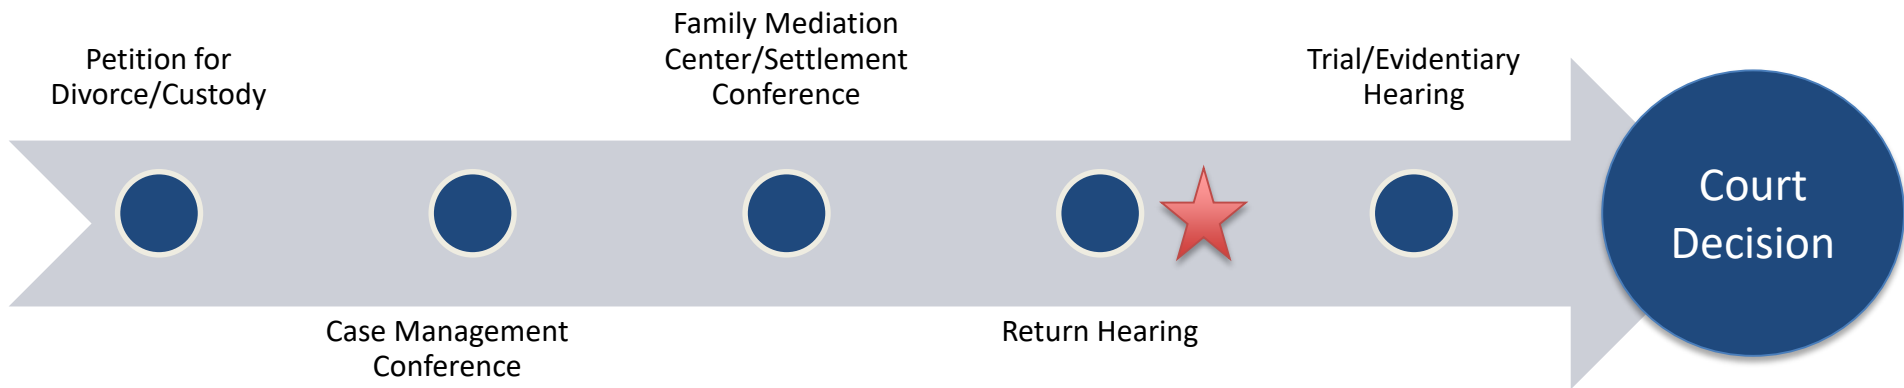 Petition for
Divorce/Custody
Case Management
Conference
Family Mediation
Center/Settlement
Conference
Return Hearing
Trial/Evidentiary
Hearing
Court
Decision